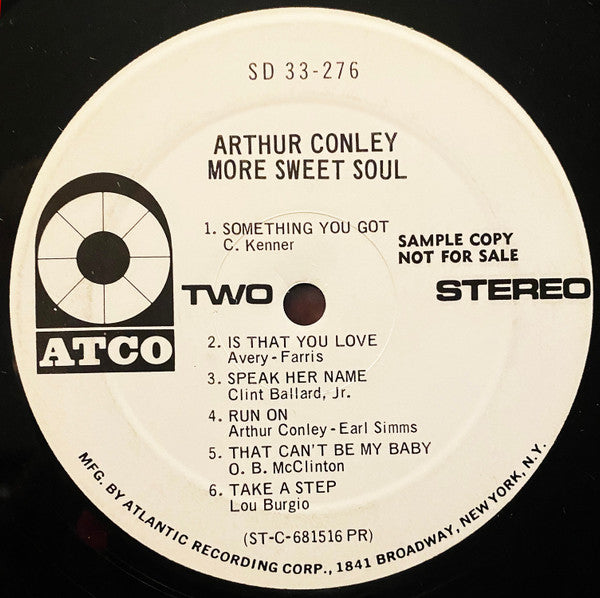 SD 33-276
ARTHUR CONLEY
MORE SWEET SOUL
1. SOMETHING YOU GOT
C. Kenner
SAMPLE COPY
NOT FOR SALE
TWO
STEREO
ATCO
2. IS THAT YOU LOVE
Avery-Farris
3. SPEAK HER NAME
Clint Ballard, Jr.
4. RUN ON
Arthur Conley-Earl Simms
5. THAT CAN'T BE MY BABY
O. B. McClinton
6. TAKE A STEP
Lou Burgio
(ST-C-681516 PR)
MFG. BY ATLANTIC RECORDING CORP., 1841 BROADWAY, NEW YORK, N.Y.